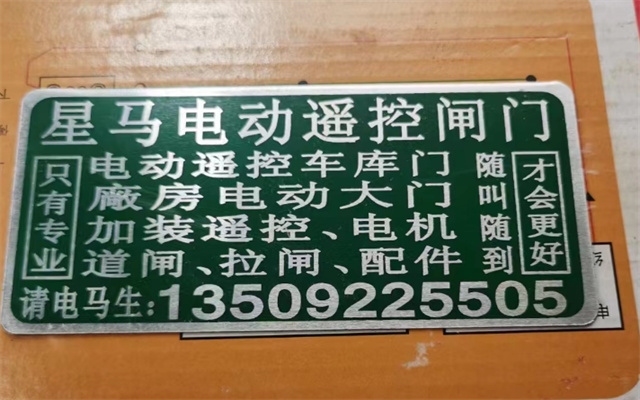 星马电动遥控闸门
只有专业
电动遥控车库门
廠房电动大门
加装遥控、电机
道闸、拉闸、配件
随叫随到
才会更好
请电马生:13509225505